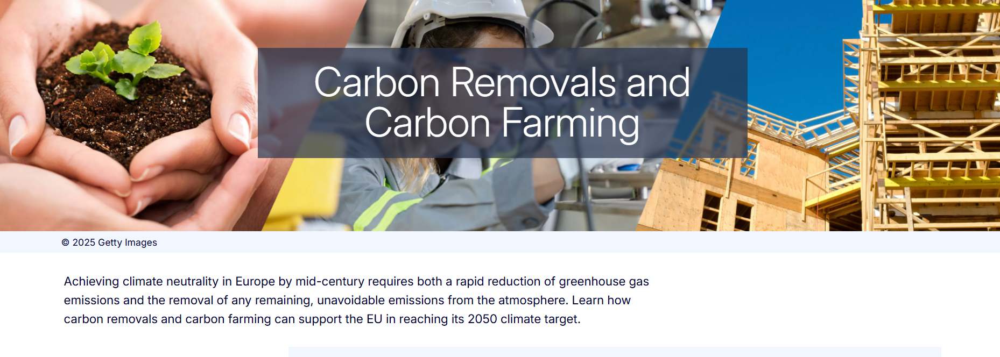 Carbon Removals and
Carbon Farming
© 2025 Getty Images
Achieving climate neutrality in Europe by mid-century requires both a rapid reduction of greenhouse gas
emissions and the removal of any remaining, unavoidable emissions from the atmosphere. Learn how
carbon removals and carbon farming can support the EU in reaching its 2050 climate target.